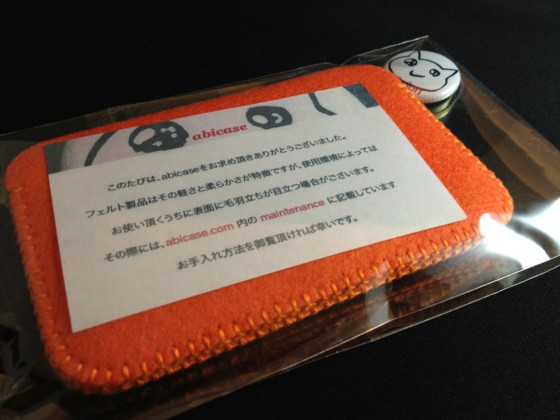 abicase
このたびは、abicaseをお求め頂きありがとうございました。
フェルト製品はその軽さと柔らかさが特徴ですが、使用環境によっては
お使い頂くうちに表面に毛羽立ちが目立つ場合がございます。
その際には、abicase.com 内の maintenance に記載しています
お手入れ方法を御覧頂ければ幸いです。